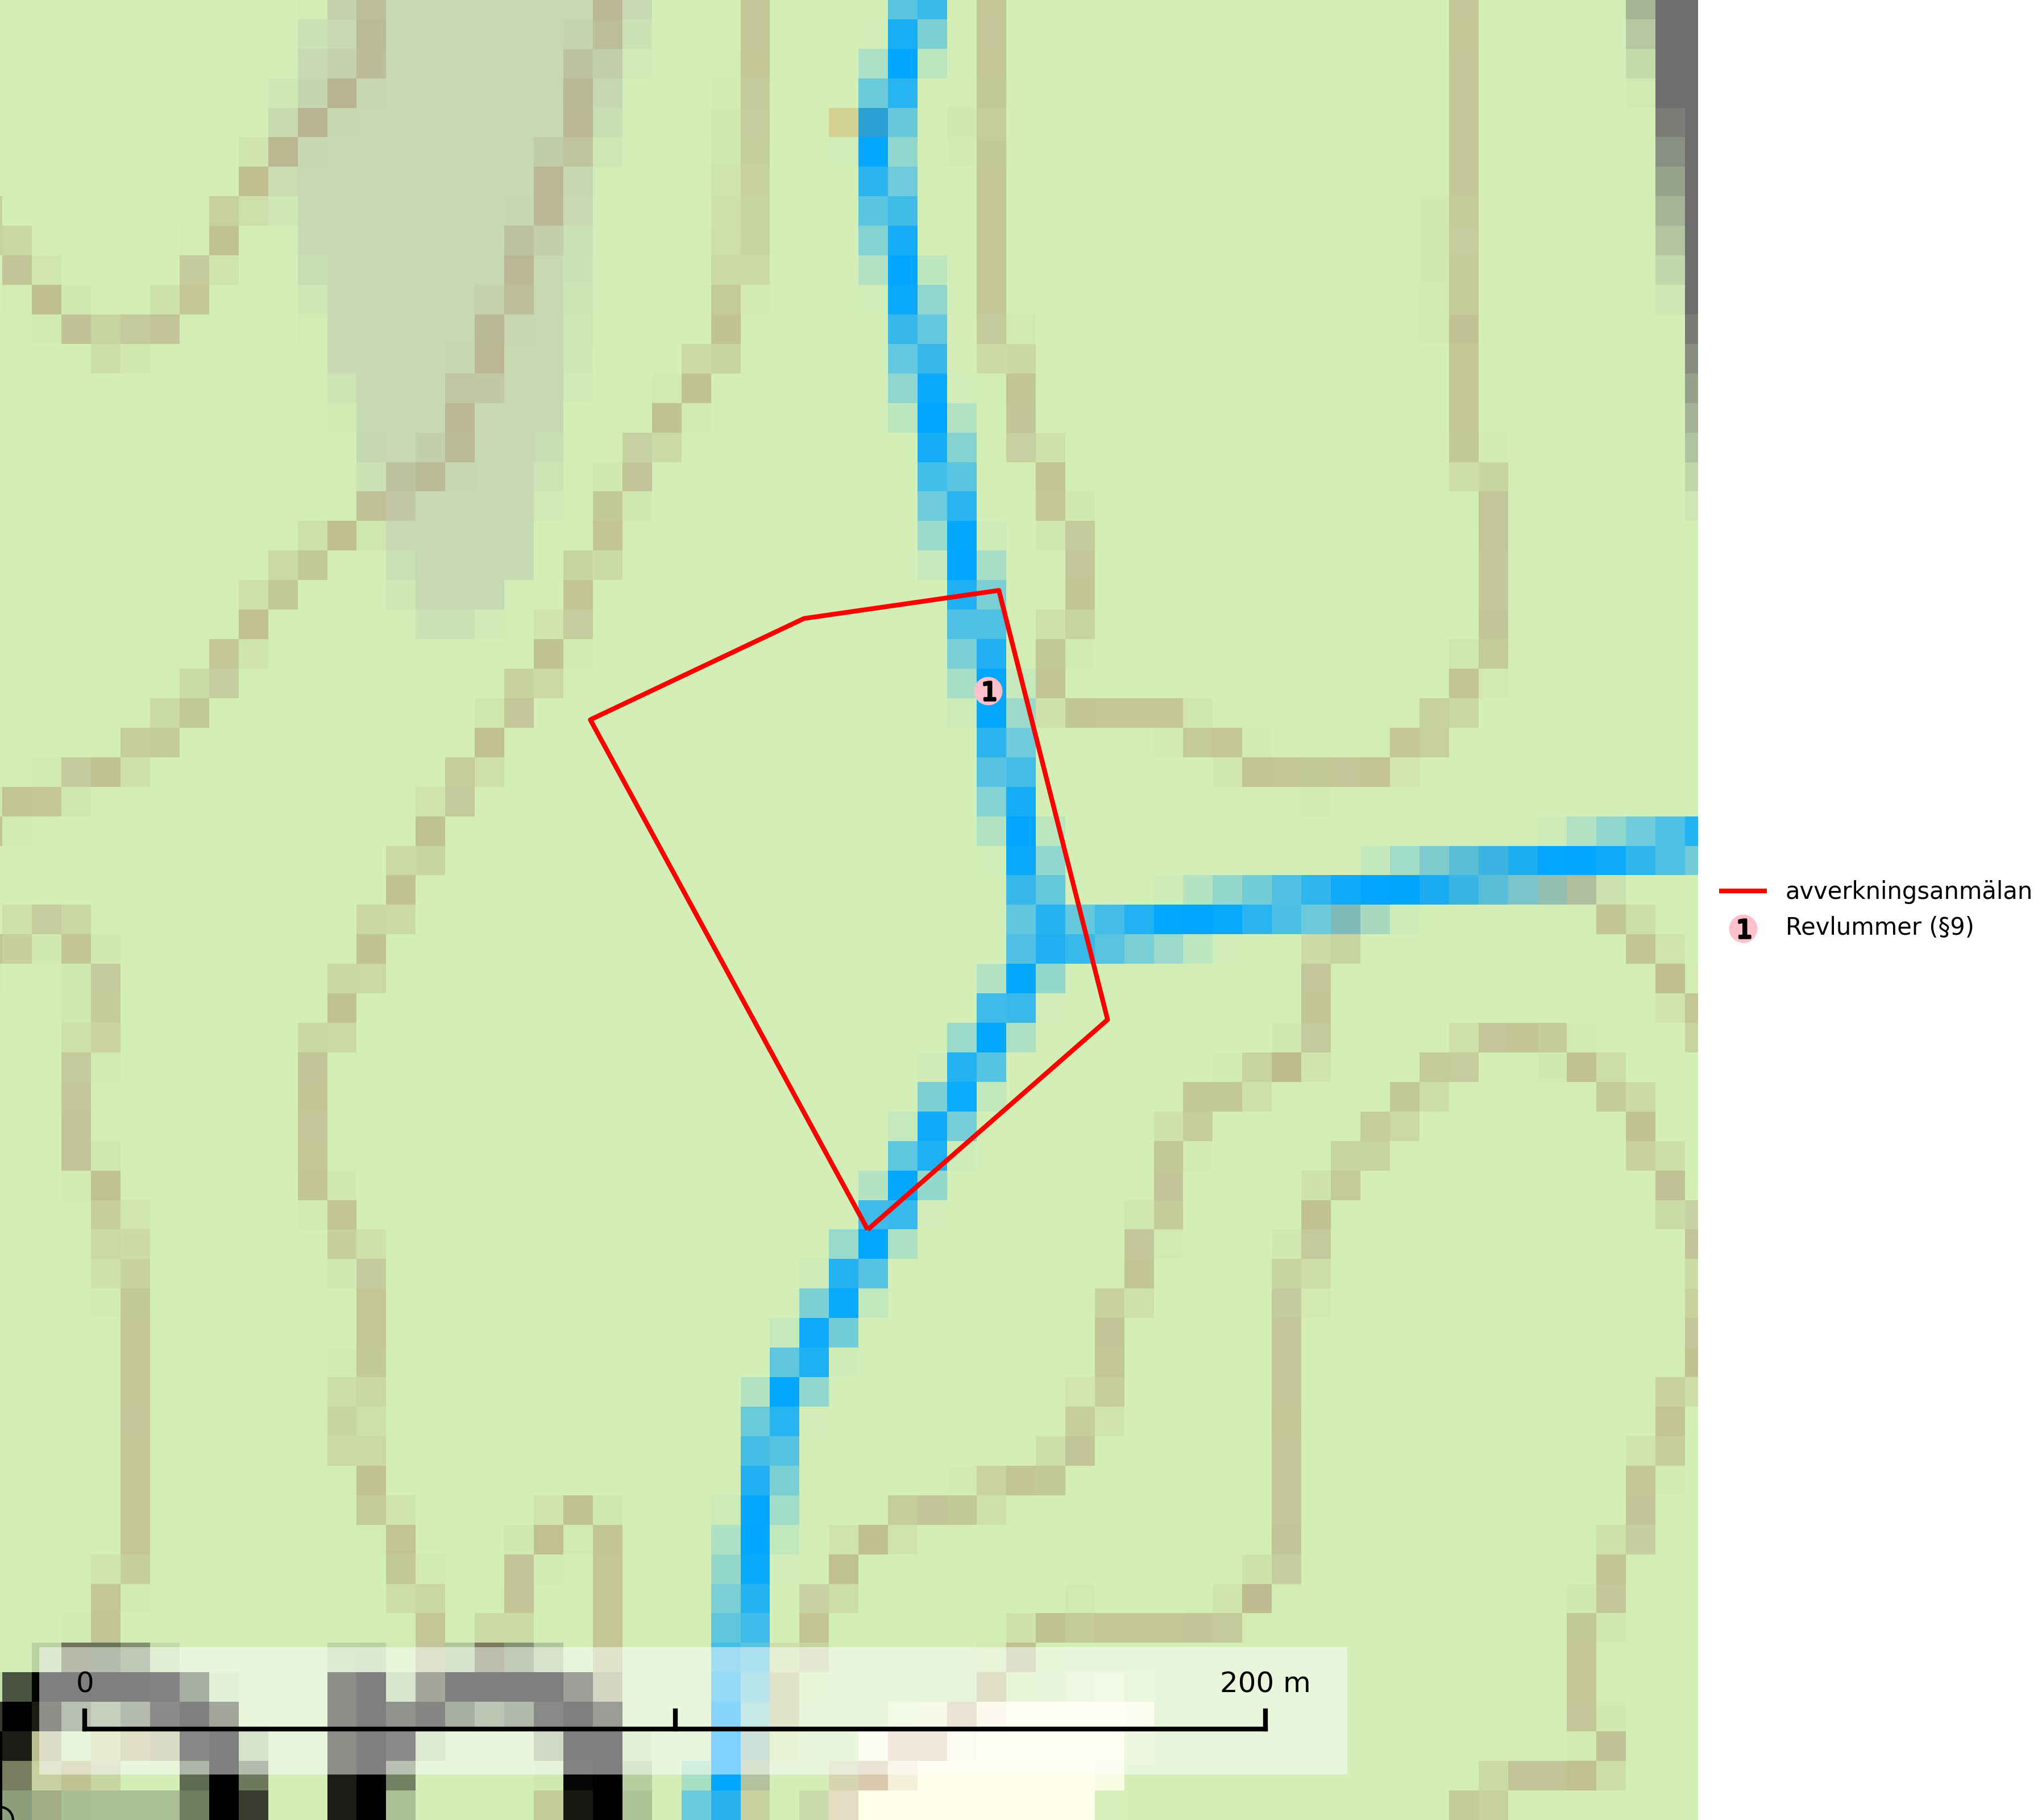 1
avverkningsanmälan
1 Revlummer (§9)
0 200 m